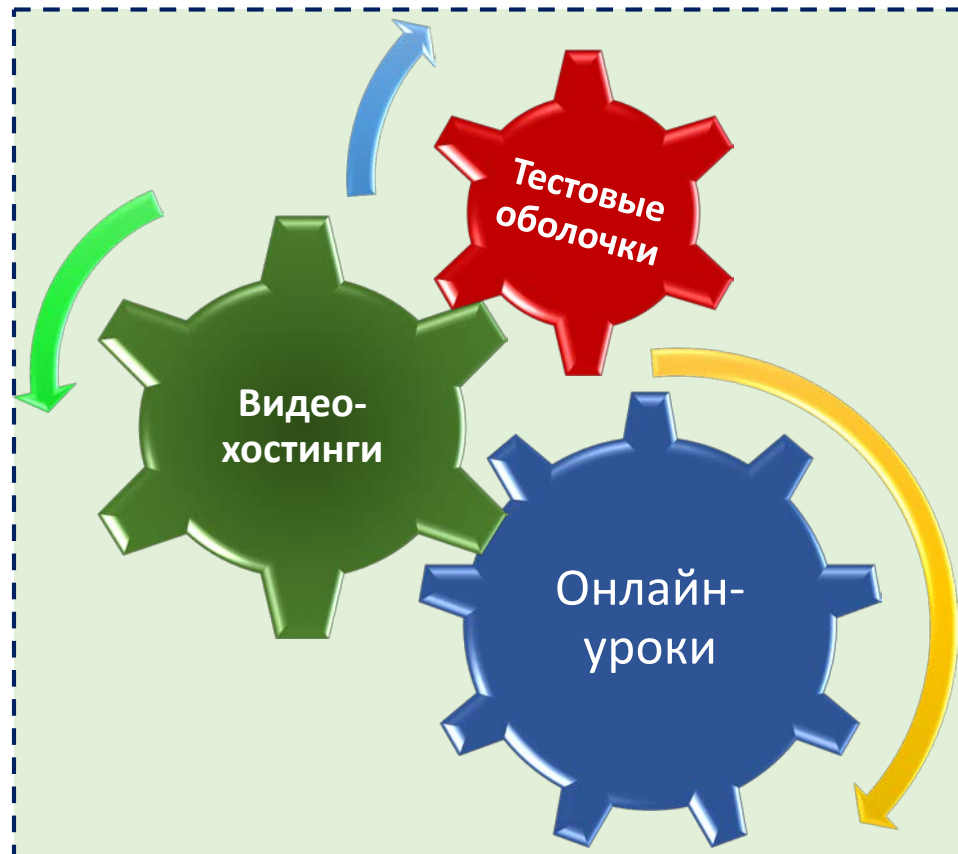 Тестовые
оболочки
Видео-
хостинги
Онлайн-
уроки